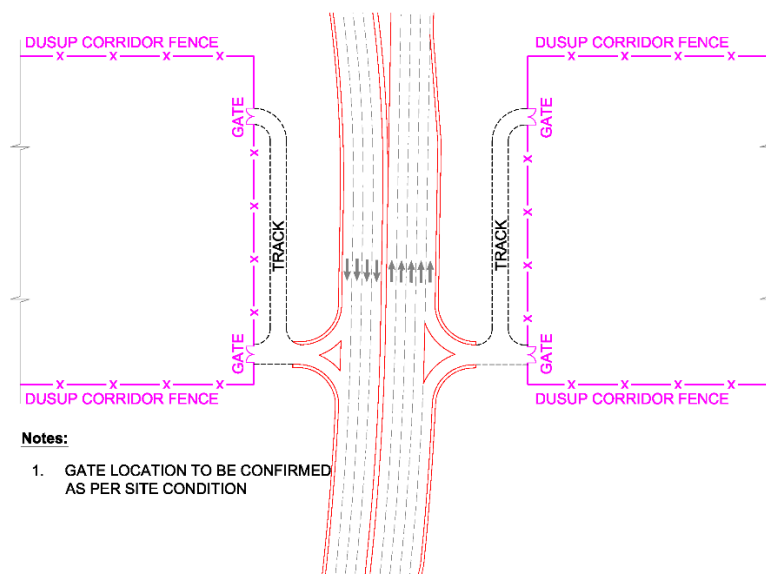 DUSUP CORRIDOR FENCE
DUSUP CORRIDOR FENCE
GATE
GATE
TRACK
TRACK
GATE
GATE
DUSUP CORRIDOR FENCE
DUSUP CORRIDOR FENCE
Notes:
1. GATE LOCATION TO BE CONFIRMED
AS PER SITE CONDITION